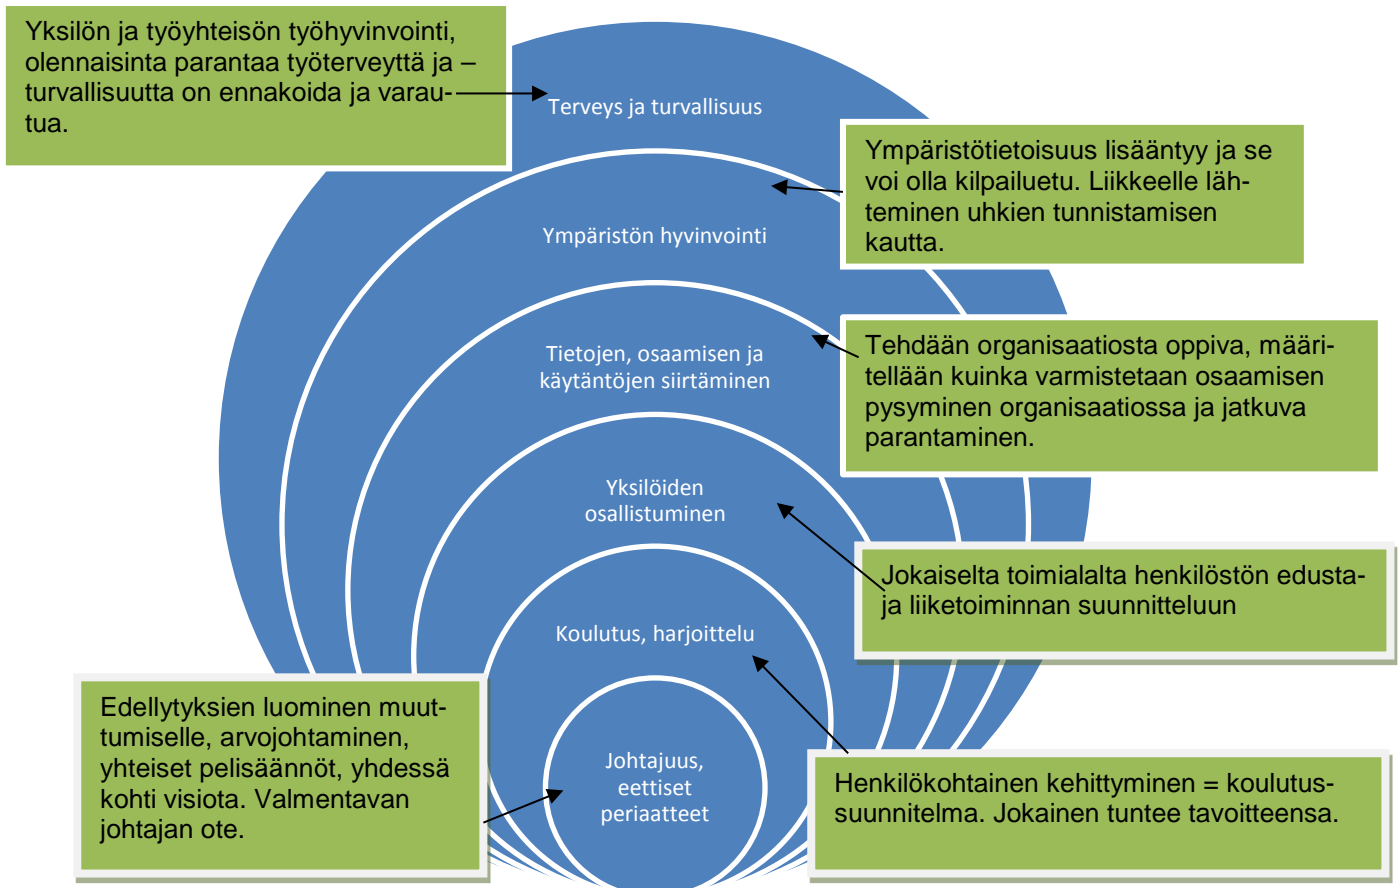 Yksilön ja työyhteisön työhyvinvointi,
olennaisinta parantaa työterveyttä ja –
turvallisuutta on ennakoida ja varau-
tua.
Terveys ja turvallisuus
Ympäristötietoisuus lisääntyy ja se
voi olla kilpailuetu. Liikkeelle läh-
teminen uhkien tunnistamisen
kautta.
Ympäristön hyvinvointi
Tietojen, osaamisen ja
käytäntöjen siirtäminen
Tehdään organisaatiosta oppiva, määri-
tellään kuinka varmistetaan osaamisen
pysyminen organisaatiossa ja jatkuva
parantaminen.
Yksilöiden
osallistuminen
Jokaiselta toimialalta henkilöstön edusta-
ja liiketoiminnan suunnitteluun
Koulutus, harjoittelu
Edellytyksien luominen muut-
tumiselle, arvojohtaminen,
yhteiset pelisäännöt, yhdessä
kohti visiota. Valmentavan
johtajan ote.
Johtajuus,
eettiset
periaatteet
Henkilökohtainen kehittyminen = koulutus-
suunnitelma. Jokainen tuntee tavoitteensa.